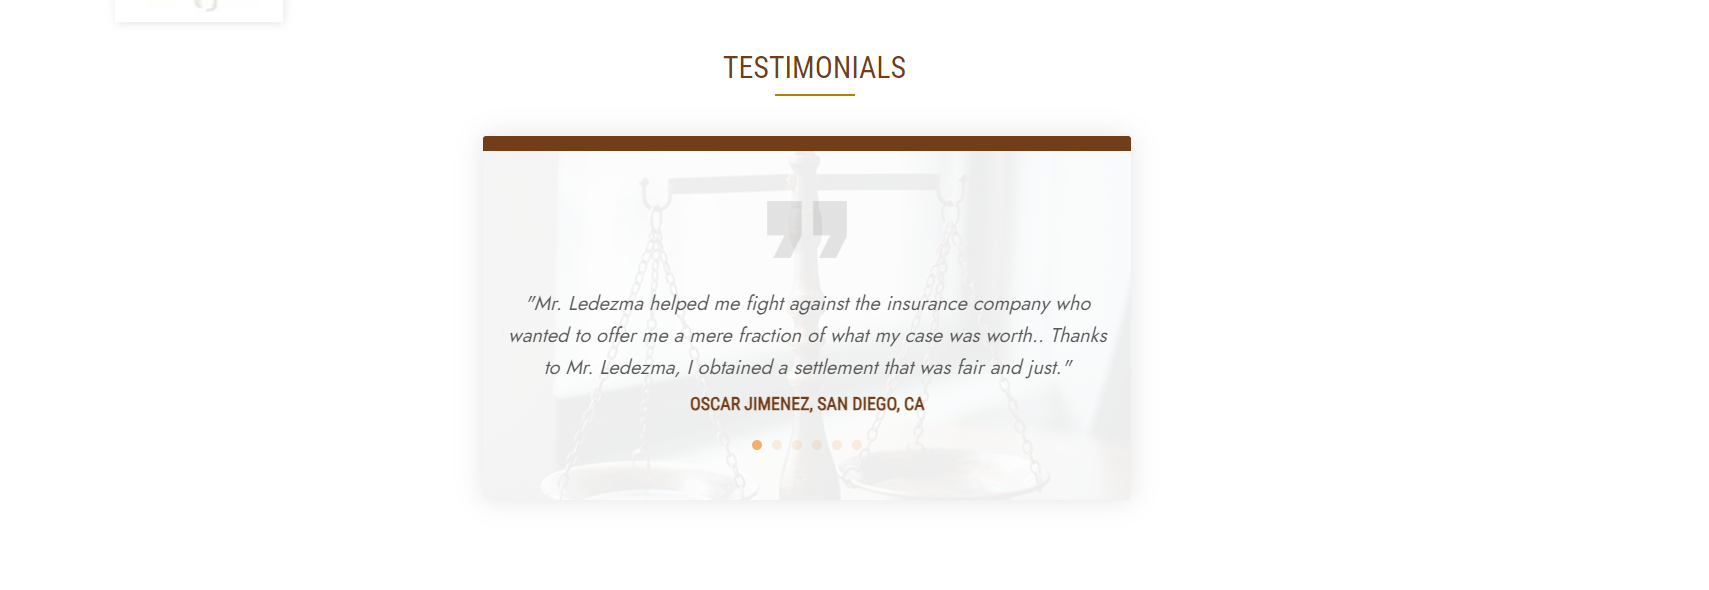 TESTIMONIALS
"Mr. Ledezma helped me fight against the insurance company who
wanted to offer me a mere fraction of what my case was worth.. Thanks
to Mr. Ledezma, I obtained a settlement that was fair and just."
OSCAR JIMENEZ, SAN DIEGO, CA